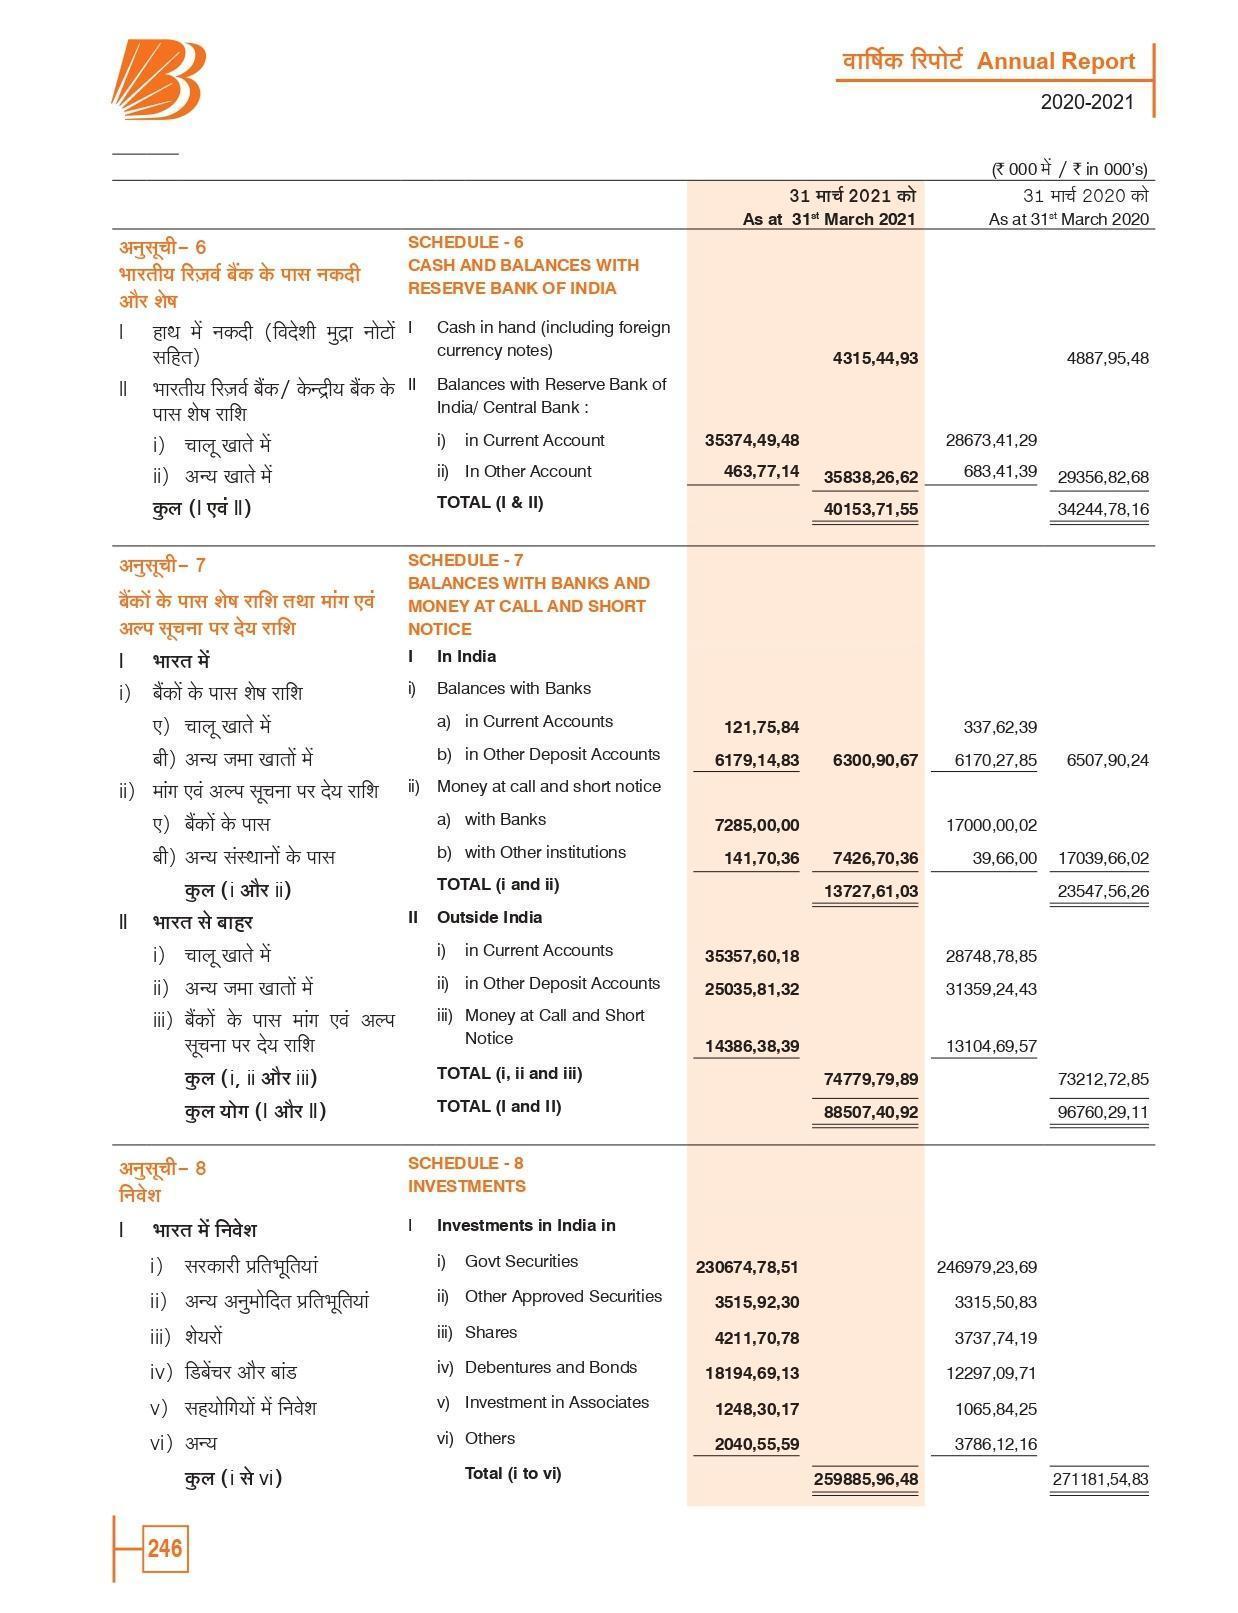 वार्षिक रिपोर्ट Annual Report
2020-2021
(₹ 000 में / ₹ in 000's)
31 मार्च 2021 को 31 मार्च 2020 को
As at 31st March 2021 As at 31st March 2020
अनुसूची– 6 SCHEDULE - 6
भारतीय रिज़र्व बैंक के पास नकदी CASH AND BALANCES WITH
और शेष RESERVE BANK OF INDIA
I हाथ में नकदी (विदेशी मुद्रा नोटों I Cash in hand (including foreign
सहित) currency notes) 4315,44,93 4887,95,48
II भारतीय रिज़र्व बैंक/ केन्द्रीय बैंक के II Balances with Reserve Bank of
पास शेष राशि India/ Central Bank :
i) चालू खाते में i) in Current Account 35374,49,48 28673,41,29
ii) अन्य खाते में ii) In Other Account 463,77,14 35838,26,62 683,41,39 29356,82,68
कुल (I एवं II) TOTAL (I & II) 40153,71,55 34244,78,16
अनुसूची– 7 SCHEDULE - 7
बैंकों के पास शेष राशि तथा मांग एवं BALANCES WITH BANKS AND
अल्प सूचना पर देय राशि MONEY AT CALL AND SHORT
NOTICE
I भारत में I In India
i) बैंकों के पास शेष राशि i) Balances with Banks
ए) चालू खाते में a) in Current Accounts 121,75,84 337,62,39
बी) अन्य जमा खातों में b) in Other Deposit Accounts 6179,14,83 6300,90,67 6170,27,85 6507,90,24
ii) मांग एवं अल्प सूचना पर देय राशि ii) Money at call and short notice
ए) बैंकों के पास a) with Banks 7285,00,00 17000,00,02
बी) अन्य संस्थानों के पास b) with Other institutions 141,70,36 7426,70,36 39,66,00 17039,66,02
कुल (i और ii) TOTAL (i and ii) 13727,61,03 23547,56,26
II भारत से बाहर II Outside India
i) चालू खाते में i) in Current Accounts 35357,60,18 28748,78,85
ii) अन्य जमा खातों में ii) in Other Deposit Accounts 25035,81,32 31359,24,43
iii) बैंकों के पास मांग एवं अल्प iii) Money at Call and Short
सूचना पर देय राशि Notice 14386,38,39 13104,69,57
कुल (i, ii और iii) TOTAL (i, ii and iii) 74779,79,89 73212,72,85
कुल योग (I और II) TOTAL (I and II) 88507,40,92 96760,29,11
अनुसूची– 8 SCHEDULE - 8
निवेश INVESTMENTS
I भारत में निवेश I Investments in India in
i) सरकारी प्रतिभूतियां i) Govt Securities 230674,78,51 246979,23,69
ii) अन्य अनुमोदित प्रतिभूतियां ii) Other Approved Securities 3515,92,30 3315,50,83
iii) शेयरों iii) Shares 4211,70,78 3737,74,19
iv) डिबेंचर और बांड iv) Debentures and Bonds 18194,69,13 12297,09,71
v) सहयोगियों में निवेश v) Investment in Associates 1248,30,17 1065,84,25
vi) अन्य vi) Others 2040,55,59 3786,12,16
कुल (i से vi) Total (i to vi) 259885,96,48 271181,54,83
246